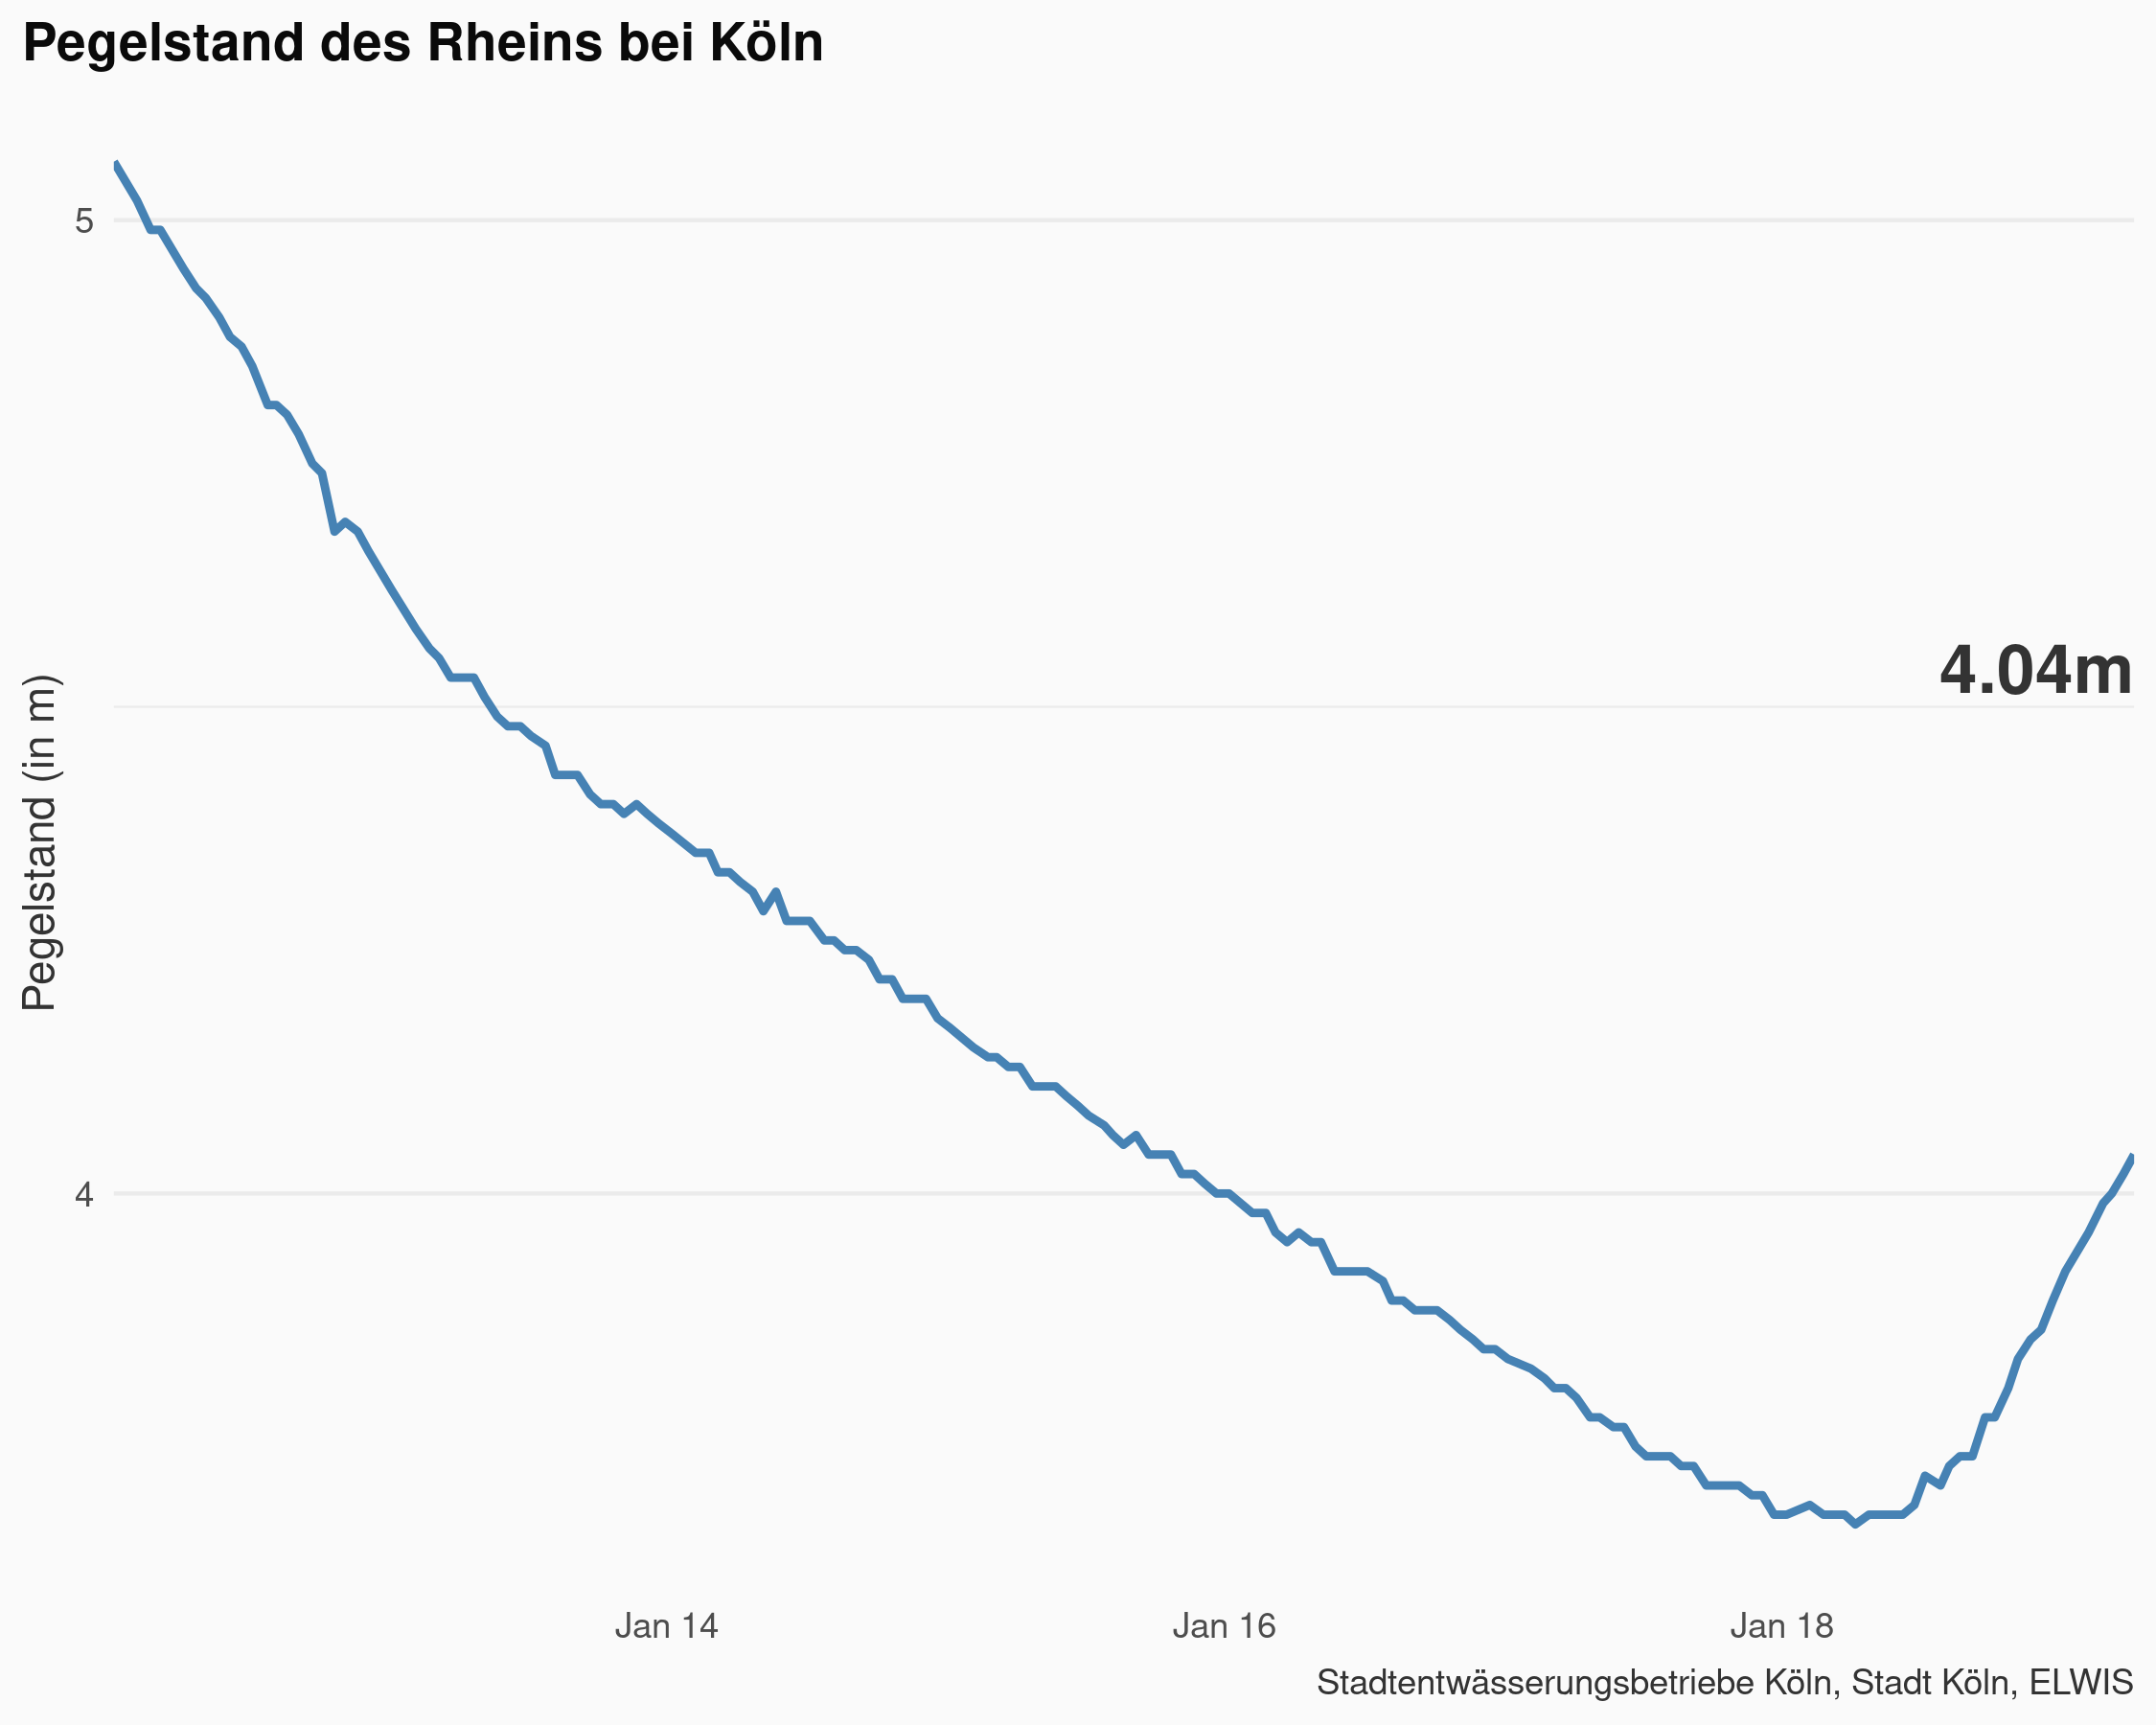 Pegelstand des Rheins bei Köln
5
4.04m
Pegelstand (in m)
4
Jan 14
Jan 16
Jan 18
Stadtentwässerungsbetriebe Köln, Stadt Köln, ELWIS